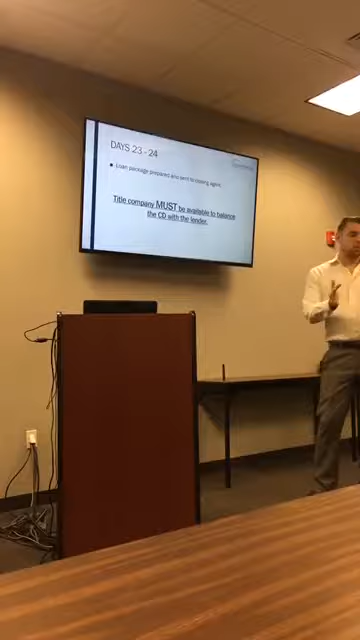 DAYS 23 - 24
Loan package prepared and sent to closing agent.
Title company MUST be available to balance
the CD with the lender.